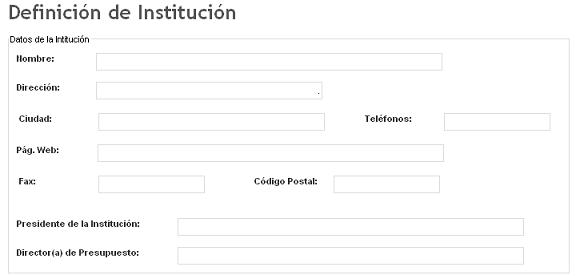 Definición de Institución
Datos de la Intitución
Nombre:
Dirección:
.
Ciudad: Teléfonos:
Pág. Web:
Fax: Código Postal:
Presidente de la Institución:
Director(a) de Presupuesto: